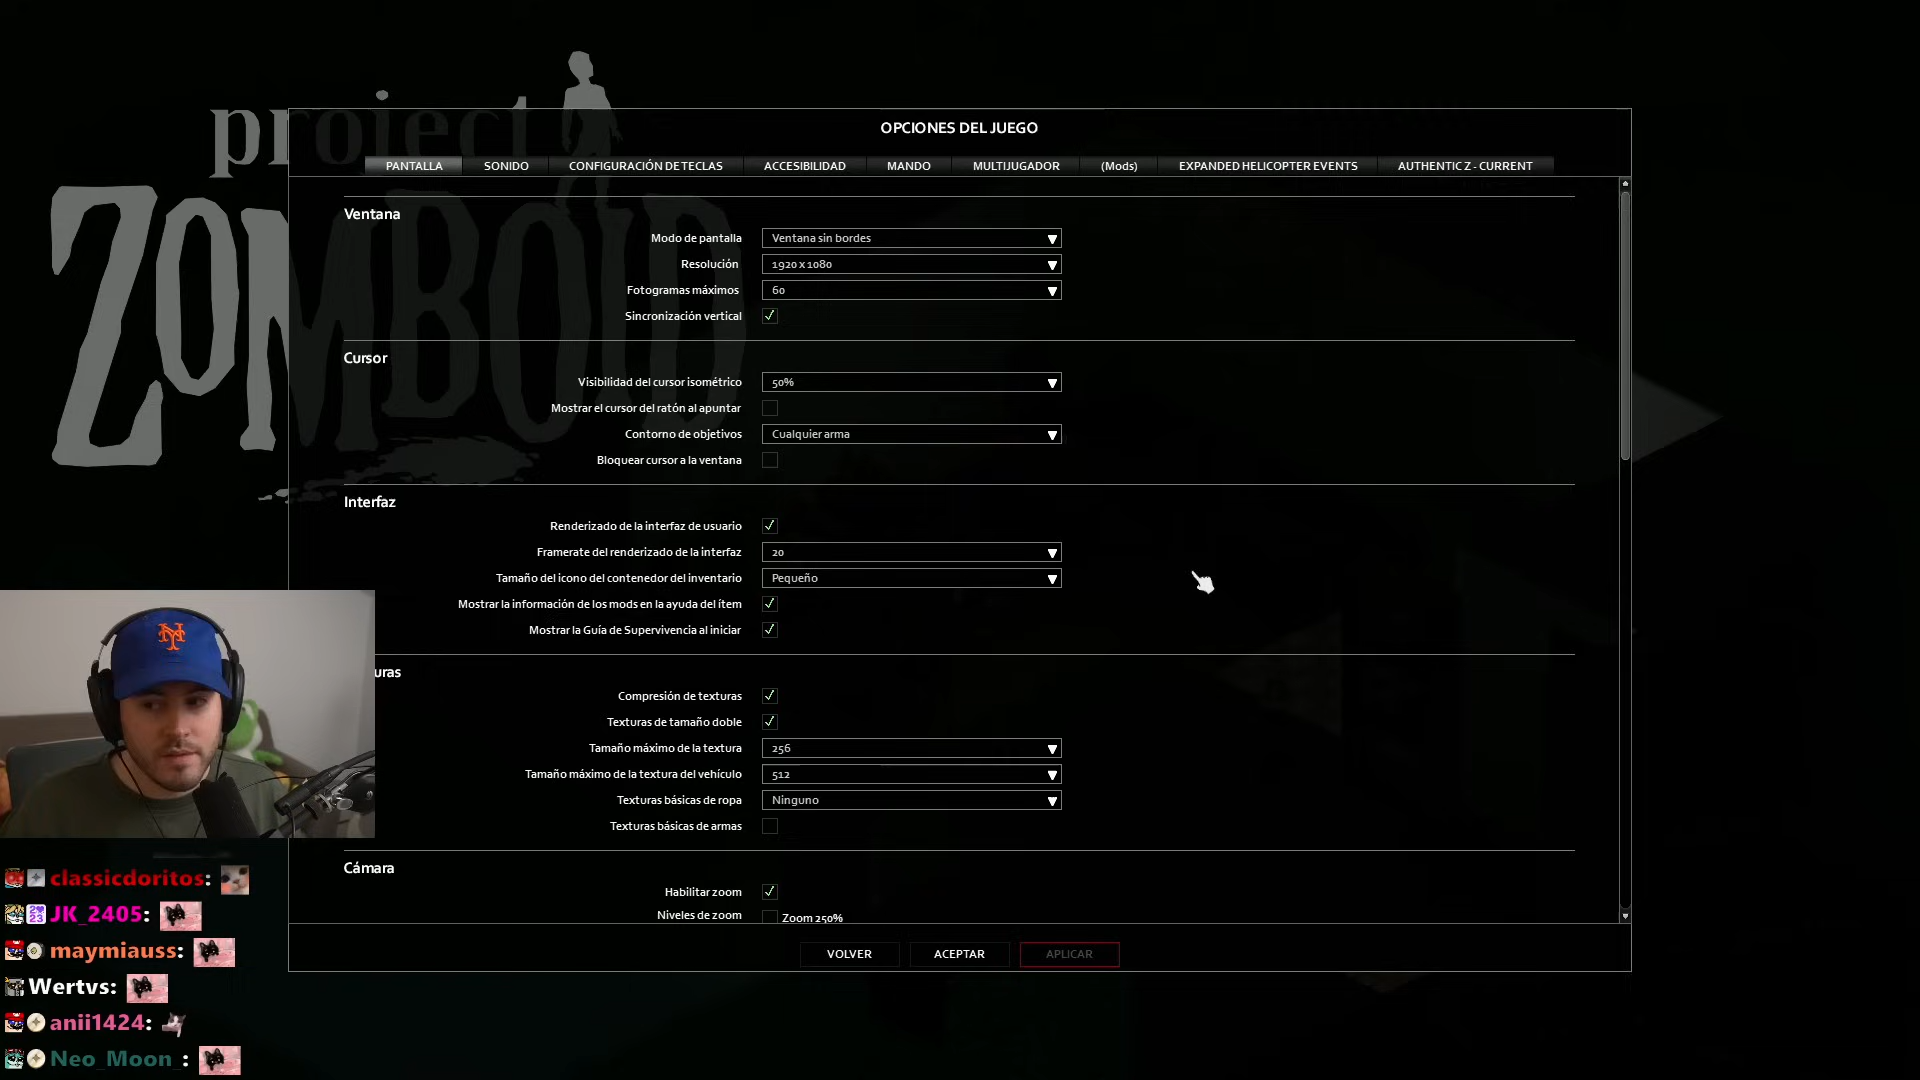 project
ZOMBOID
OPCIONES DEL JUEGO
PANTALLA SONIDO CONFIGURACIÓN DE TECLAS ACCESIBILIDAD MANDO MULTIJUGADOR (Mods) EXPANDED HELICOPTER EVENTS AUTHENTIC Z - CURRENT
Ventana
Modo de pantalla Ventana sin bordes
Resolución 1920 x 1080
Fotogramas máximos 60
Sincronización vertical
Cursor
Visibilidad del cursor isométrico 50%
Mostrar el cursor del ratón al apuntar
Contorno de objetivos Cualquier arma
Bloquear cursor a la ventana
Interfaz
Renderizado de la interfaz de usuario
Framerate del renderizado de la interfaz 20
Tamaño del icono del contenedor del inventario Pequeño
Mostrar la información de los mods en la ayuda del ítem
Mostrar la Guía de Supervivencia al iniciar
uras
Compresión de texturas
Texturas de tamaño doble
Tamaño máximo de la textura 256
Tamaño máximo de la textura del vehículo 512
Texturas básicas de ropa Ninguno
Texturas básicas de armas
Cámara
Habilitar zoom
Niveles de zoom Zoom 250%
VOLVER ACEPTAR APLICAR
NY
classicdoritos:
JK_2405:
maymiauss:
Wertvs:
anii1424:
Neo_Moon_: